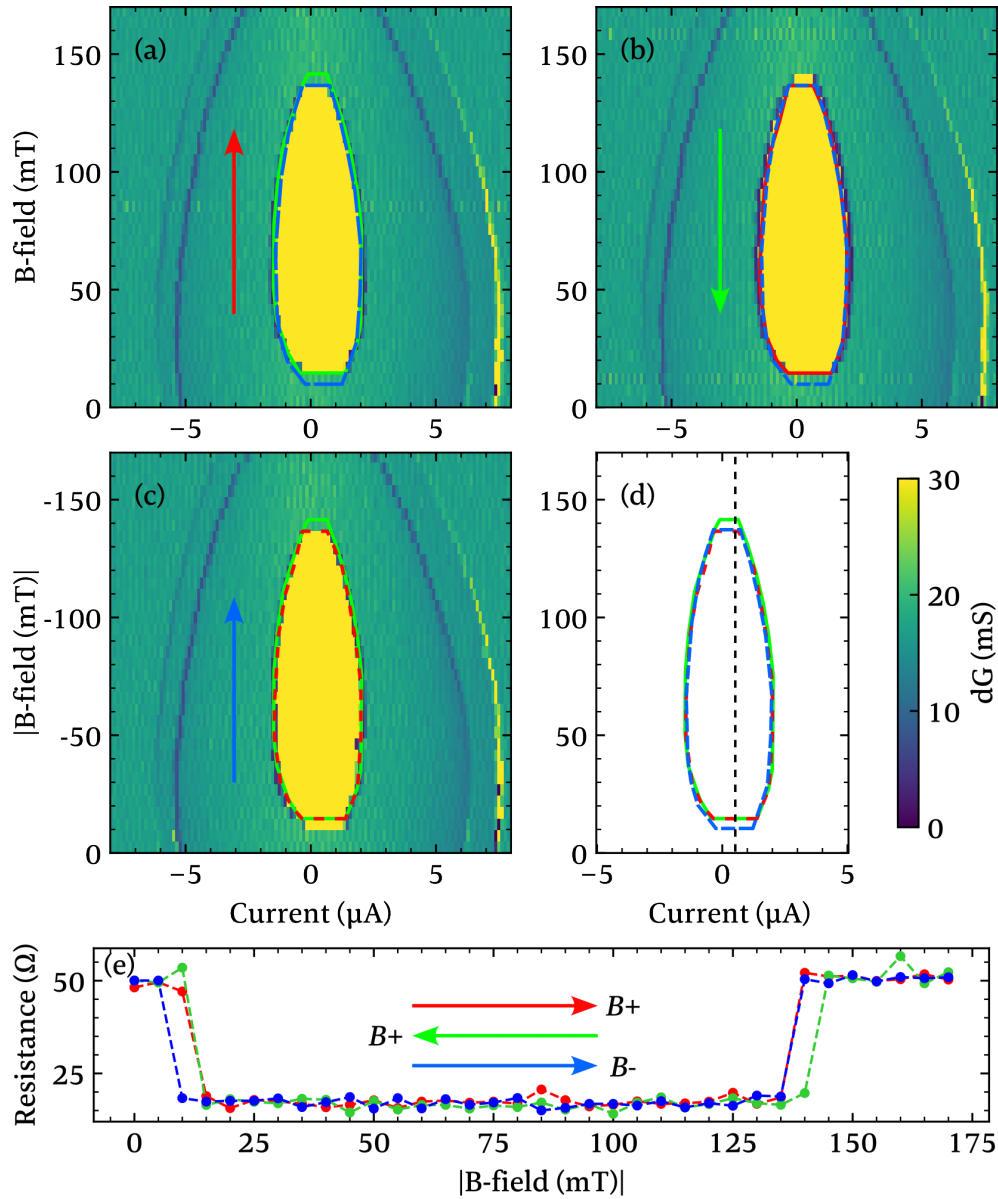 (a)
(b)
B-field (mT)
150
100
50
0
150
100
50
0
−5
0
5
−5
0
5
(c)
(d)
|B-field (mT)|
-150
-100
-50
0
150
100
50
0
−5
0
5
−5
0
5
Current (μA)
Current (μA)
30
20
10
0
dG (mS)
(e)
Resistance (Ω)
50
25
B+
B+
B-
0
25
50
75
100
125
150
175
|B-field (mT)|